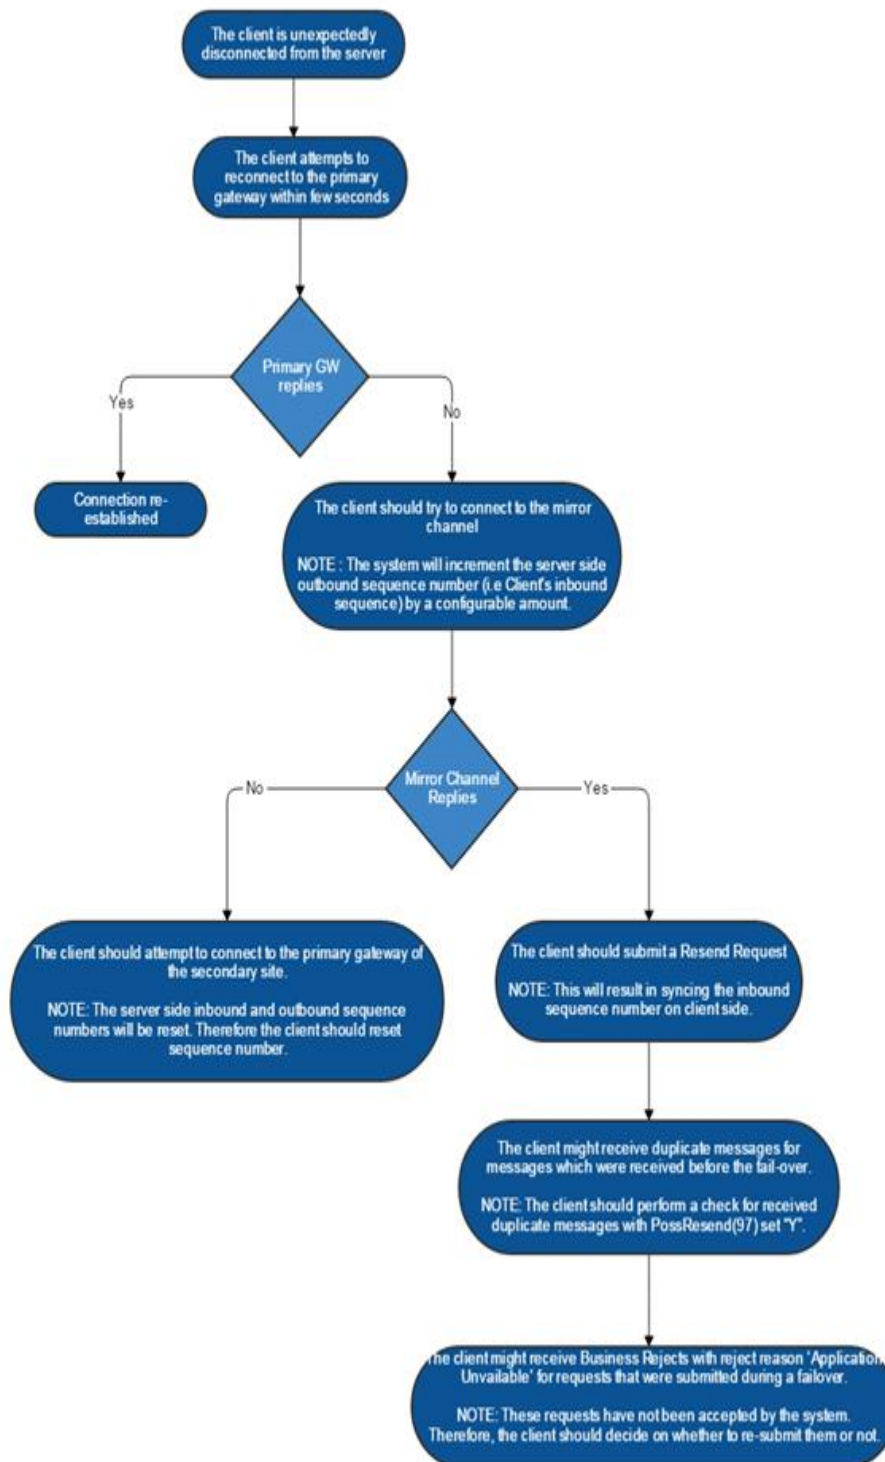 The client is unexpectedly
disconnected from the server
The client attempts to
reconnect to the primary
gateway within few seconds
Primary GW
replies
Yes
No
Connection re-
established
The client should try to connect to the mirror
channel
NOTE : The system will increment the server side
outbound sequence number (i.e Client's inbound
sequence) by a configurable amount.
Mirror Channel
Replies
No
Yes
The client should attempt to connect to the primary gateway of
the secondary site.
NOTE: The server side inbound and outbound sequence
numbers will be reset. Therefore the client should reset
sequence number.
The client should submit a Resend Request
NOTE: This will result in syncing the inbound
sequence number on client side.
The client might receive duplicate messages for
messages which were received before the fail-over.
NOTE: The client should perform a check for received
duplicate messages with PossResend(97) set "Y".
The client might receive Business Rejects with reject reason 'Application
Unvailable' for requests that were submitted during a failover.
NOTE: These requests have not been accepted by the system.
Therefore, the client should decide on whether to re-submit them or not.